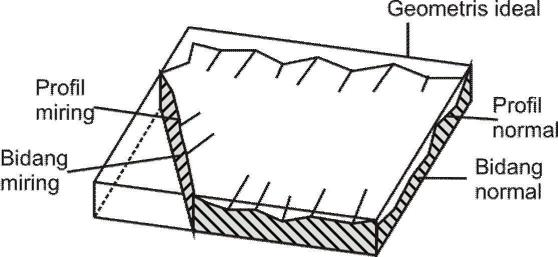 Geometris ideal
Profil
miring
Bidang
miring
Profil
normal
Bidang
normal